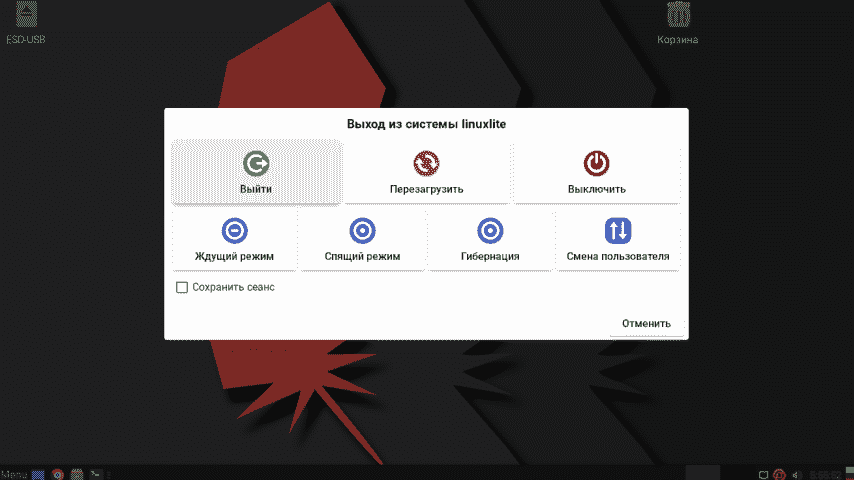 ESD-USB
Корзина
Выход из системы linuxlite
Выйти
Перезагрузить
Выключить
Ждущий режим
Спящий режим
Гибернация
Смена пользователя
Сохранить сеанс
Отменить
Menu